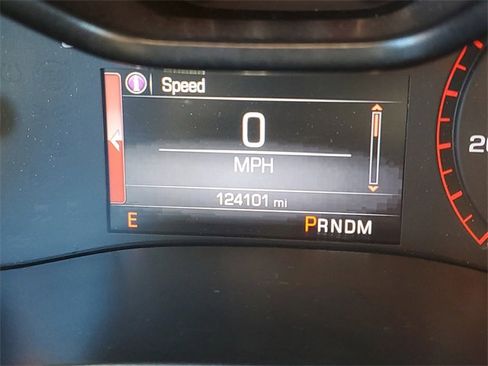 Speed
0
MPH
124101 mi
E PRNDM